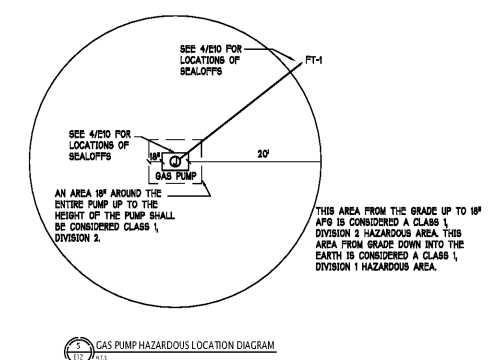 SEE 4/E10 FOR
LOCATIONS OF
SEALOFFS
FT-1
SEE 4/E10 FOR
LOCATIONS OF
SEALOFFS
18"
20'
GAS PUMP
AN AREA 18" AROUND THE
ENTIRE PUMP UP TO THE
HEIGHT OF THE PUMP SHALL
BE CONSIDERED CLASS 1,
DIVISION 2.
THIS AREA FROM THE GRADE UP TO 18"
AFG IS CONSIDERED A CLASS 1,
DIVISION 2 HAZARDOUS AREA. THIS
AREA FROM GRADE DOWN INTO THE
EARTH IS CONSIDERED A CLASS 1,
DIVISION 1 HAZARDOUS AREA.
5
E12
GAS PUMP HAZARDOUS LOCATION DIAGRAM
N.T.S.